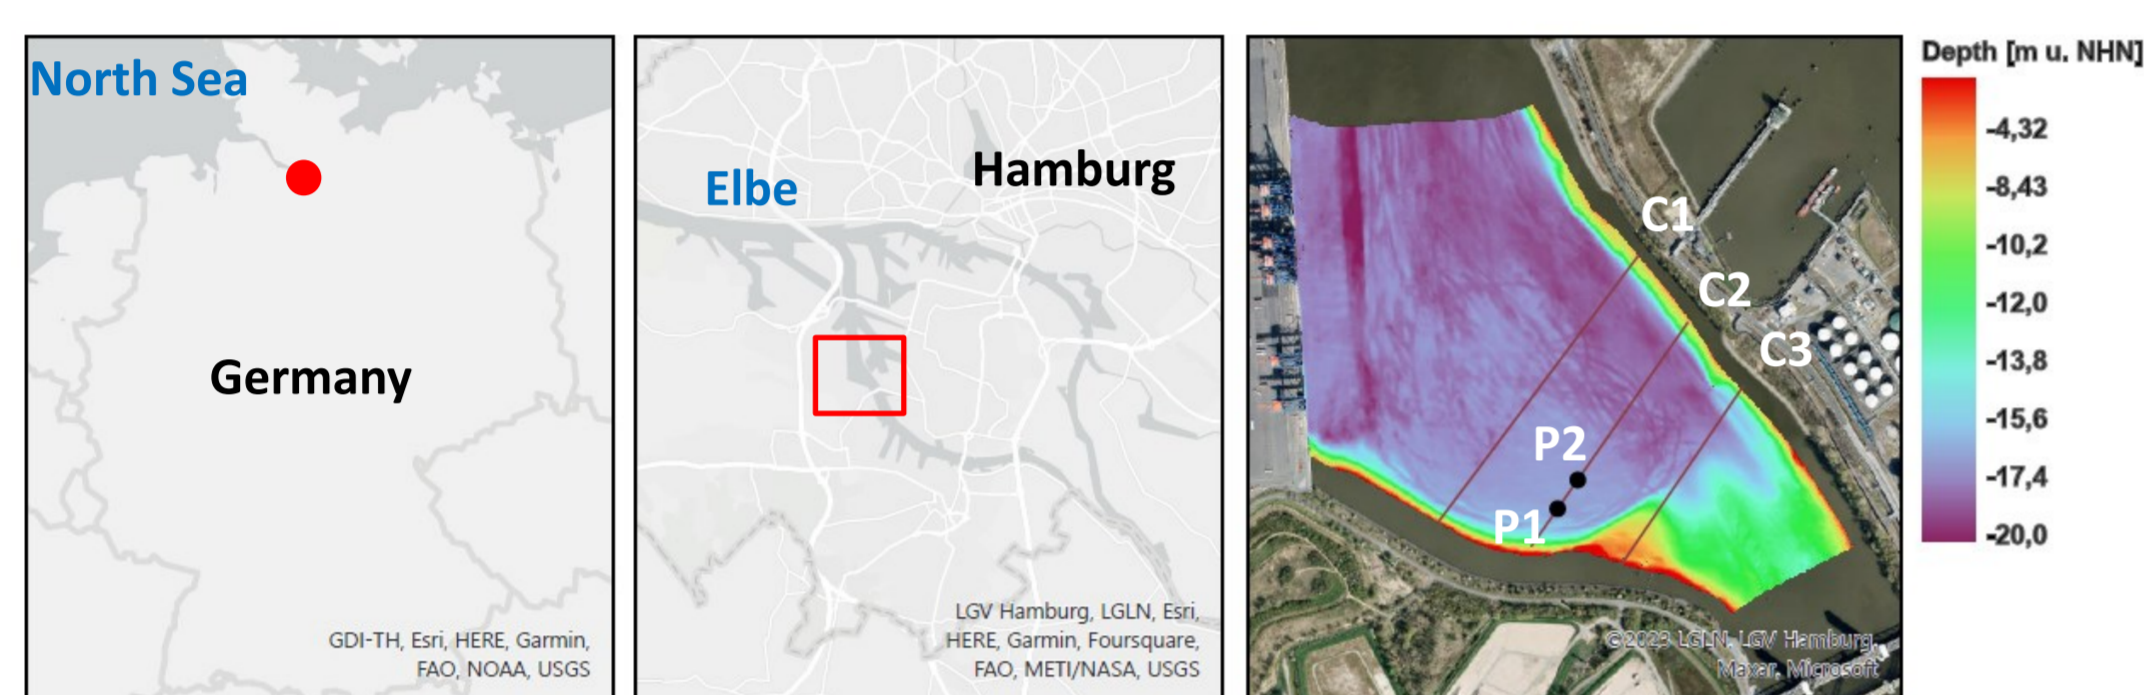 North Sea
Germany
GDI-TH, Esri, HERE, Garmin,
FAO, NOAA, USGS
Elbe
Hamburg
LGV Hamburg, LGLN, Esri,
HERE, Garmin, Foursquare,
FAO, METI/NASA, USGS
C1
C2
C3
P2
P1
©2023 LGLN, LGV Hamburg,
Maxar, Microsoft
Depth [m u. NHN]
-4,32
-8,43
-10,2
-12,0
-13,8
-15,6
-17,4
-20,0